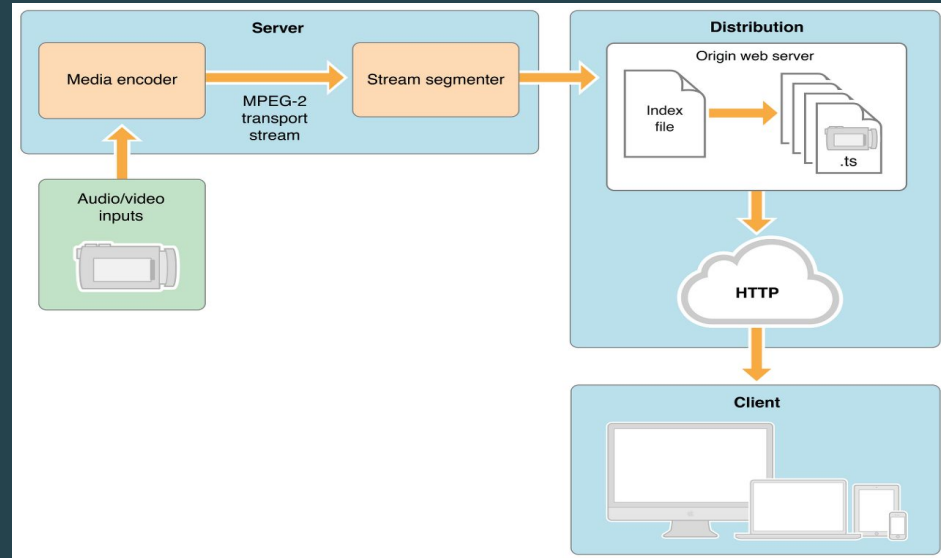 Server
Media encoder
MPEG-2
transport
stream
Stream segmenter
Audio/video
inputs
Distribution
Origin web server
Index
file
.ts
HTTP
Client